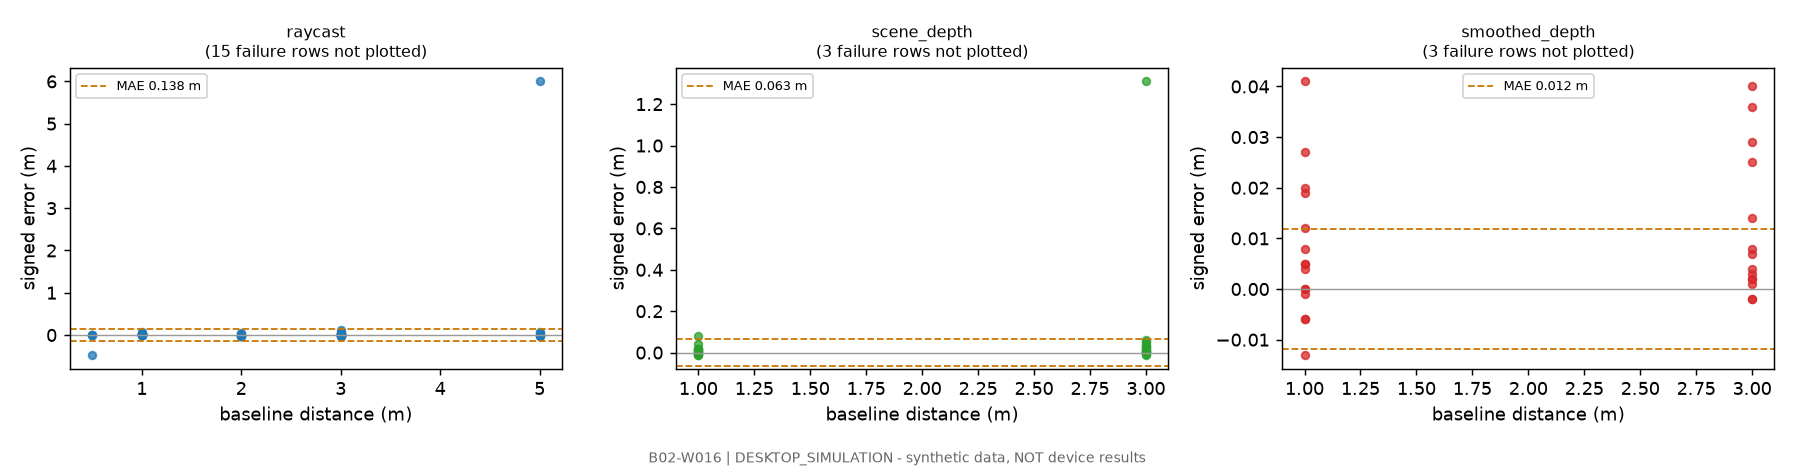 raycast
(15 failure rows not plotted)
MAE 0.138 m
signed error (m)
6
5
4
3
2
1
0
1
2
3
4
5
baseline distance (m)
scene_depth
(3 failure rows not plotted)
MAE 0.063 m
signed error (m)
1.2
1.0
0.8
0.6
0.4
0.2
0.0
1.00 1.25 1.50 1.75 2.00 2.25 2.50 2.75 3.00
baseline distance (m)
smoothed_depth
(3 failure rows not plotted)
MAE 0.012 m
signed error (m)
0.04
0.03
0.02
0.01
0.00
−0.01
1.00 1.25 1.50 1.75 2.00 2.25 2.50 2.75 3.00
baseline distance (m)
B02-W016 | DESKTOP_SIMULATION - synthetic data, NOT device results